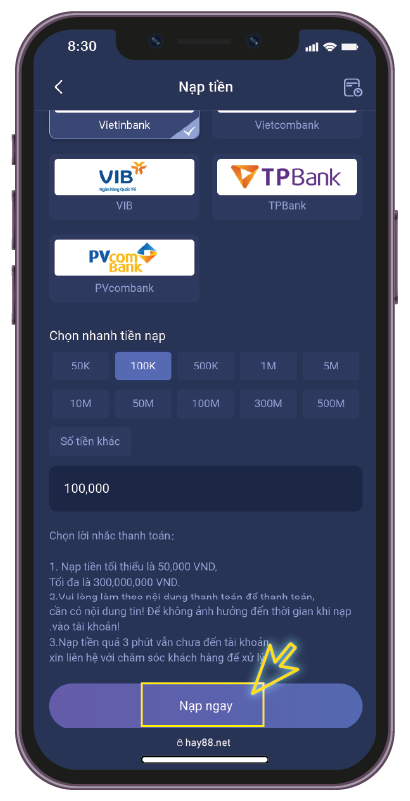 8:30
Nạp tiền
Vietinbank
Vietcombank
VIB
Ngân hàng Quốc Tế
TPBank
VIB
TPBank
PVcom
Bank
PVcombank
Chọn nhanh tiền nạp
50K
100K
500K
1M
5M
10M
50M
100M
300M
500M
Số tiền khác
100,000
Chọn lời nhắc thanh toán:
1. Nạp tiền tối thiểu là 50,000 VND,
Tối đa là 300,000,000 VND.
2.Vui lòng làm theo nội dung thanh toán để thanh toán,
cần có nội dung tin! Để không ảnh hưởng đến thời gian khi nạp
.vào tài khoản!
3.Nạp tiền quá 3 phút vẫn chưa đến tài khoản,
xin liên hệ với chăm sóc khách hàng để xử lý
Nạp ngay
hay88.net